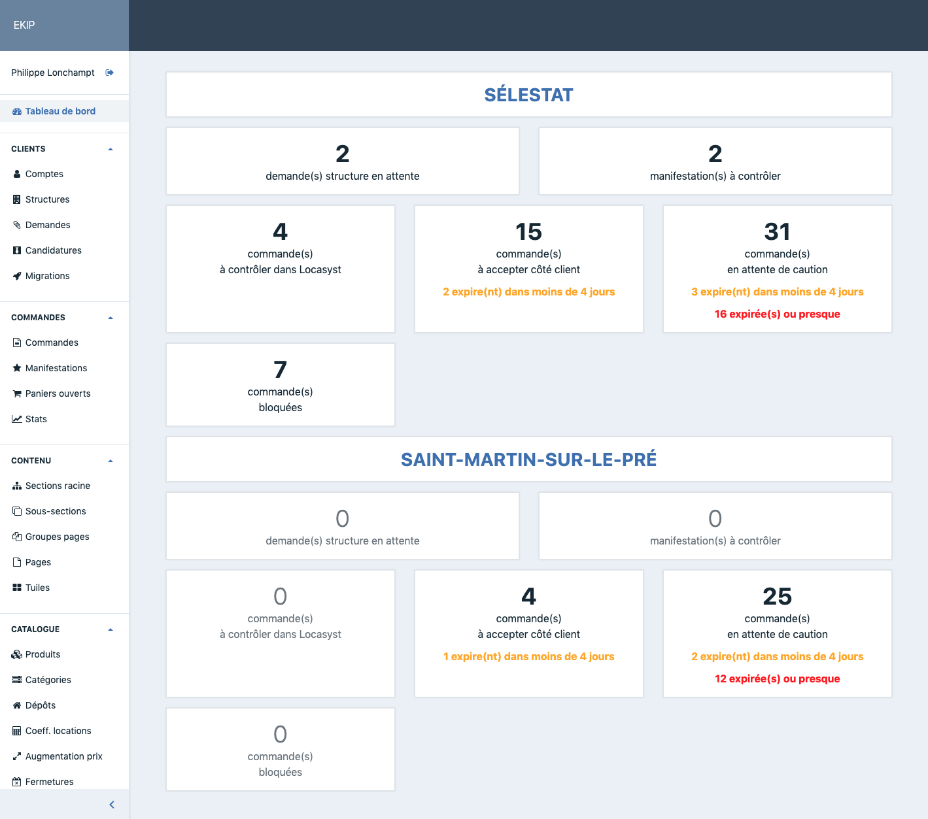 EKIP
Philippe Lonchampt
Tableau de bord
CLIENTS
Comptes
Structures
Demandes
Candidatures
Migrations
COMMANDES
Commandes
Manifestations
Paniers ouverts
Stats
CONTENU
Sections racine
Sous-sections
Groupes pages
Pages
Tuiles
CATALOGUE
Produits
Catégories
Dépôts
Coeff. locations
Augmentation prix
Fermetures
SÉLESTAT
2
demande(s) structure en attente
2
manifestation(s) à contrôler
4
commande(s)
à contrôler dans Locasyst
15
commande(s)
à accepter côté client
2 expire(nt) dans moins de 4 jours
31
commande(s)
en attente de caution
3 expire(nt) dans moins de 4 jours
16 expirée(s) ou presque
7
commande(s)
bloquées
SAINT-MARTIN-SUR-LE-PRÉ
0
demande(s) structure en attente
0
manifestation(s) à contrôler
0
commande(s)
à contrôler dans Locasyst
4
commande(s)
à accepter côté client
1 expire(nt) dans moins de 4 jours
25
commande(s)
en attente de caution
2 expire(nt) dans moins de 4 jours
12 expirée(s) ou presque
0
commande(s)
bloquées